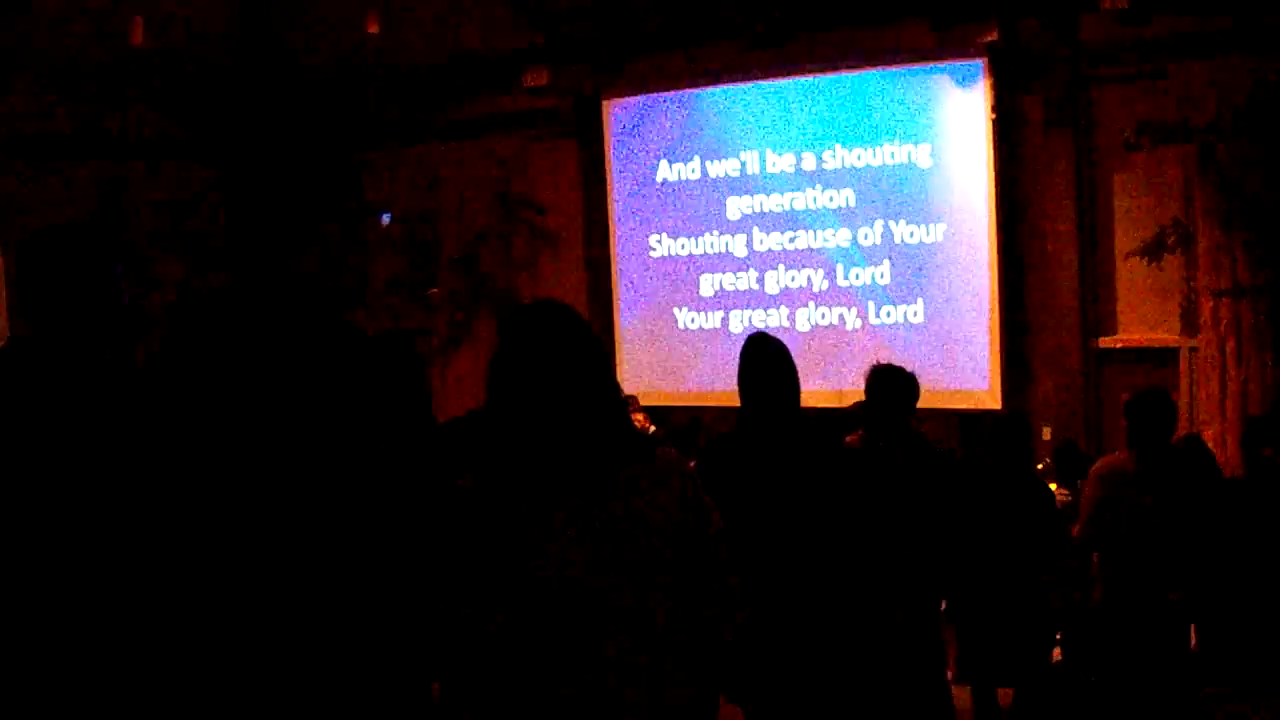 And we'll be a shouting
generation
Shouting because of Your
great glory, Lord
Your great glory, Lord